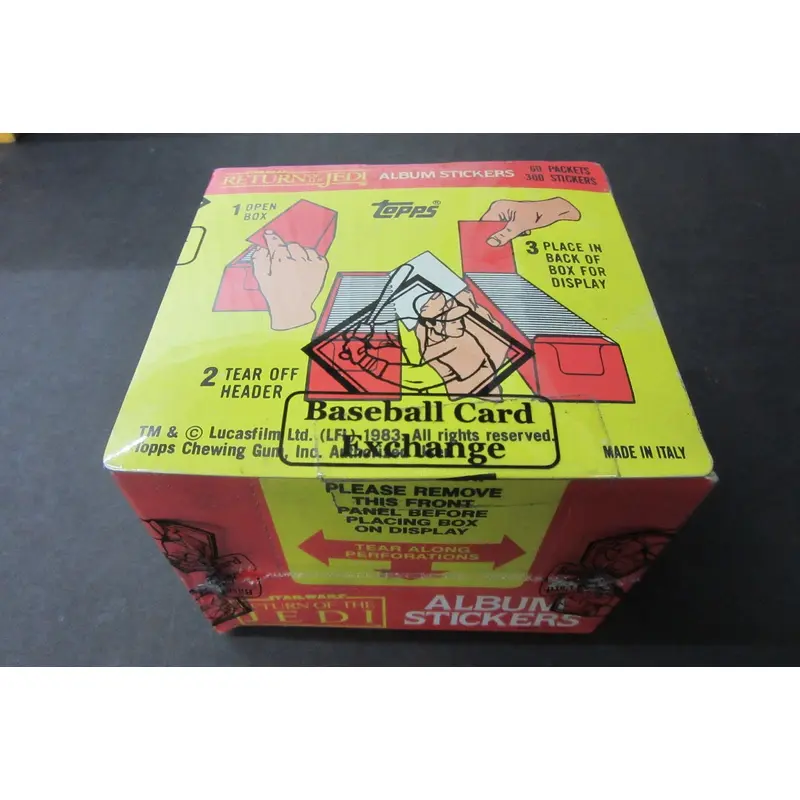 RETURN OF THE JEDI ALBUM STICKERS 60 PACKETS
300 STICKERS
1 OPEN
BOX
topps®
3 PLACE IN
BACK OF
BOX FOR
DISPLAY
2 TEAR OFF
HEADER
Baseball Card
Exchange
TM & © Lucasfilm Ltd. (LFL) 1983 All rights reserved.
Topps Chewing Gum, Inc.
MADE IN ITALY
PLEASE REMOVE
THIS FRONT
PANEL BEFORE
PLACING BOX
ON DISPLAY
TEAR ALONG
PERFORATIONS
STAR WARS
RETURN OF THE
JEDI
ALBUM
STICKERS